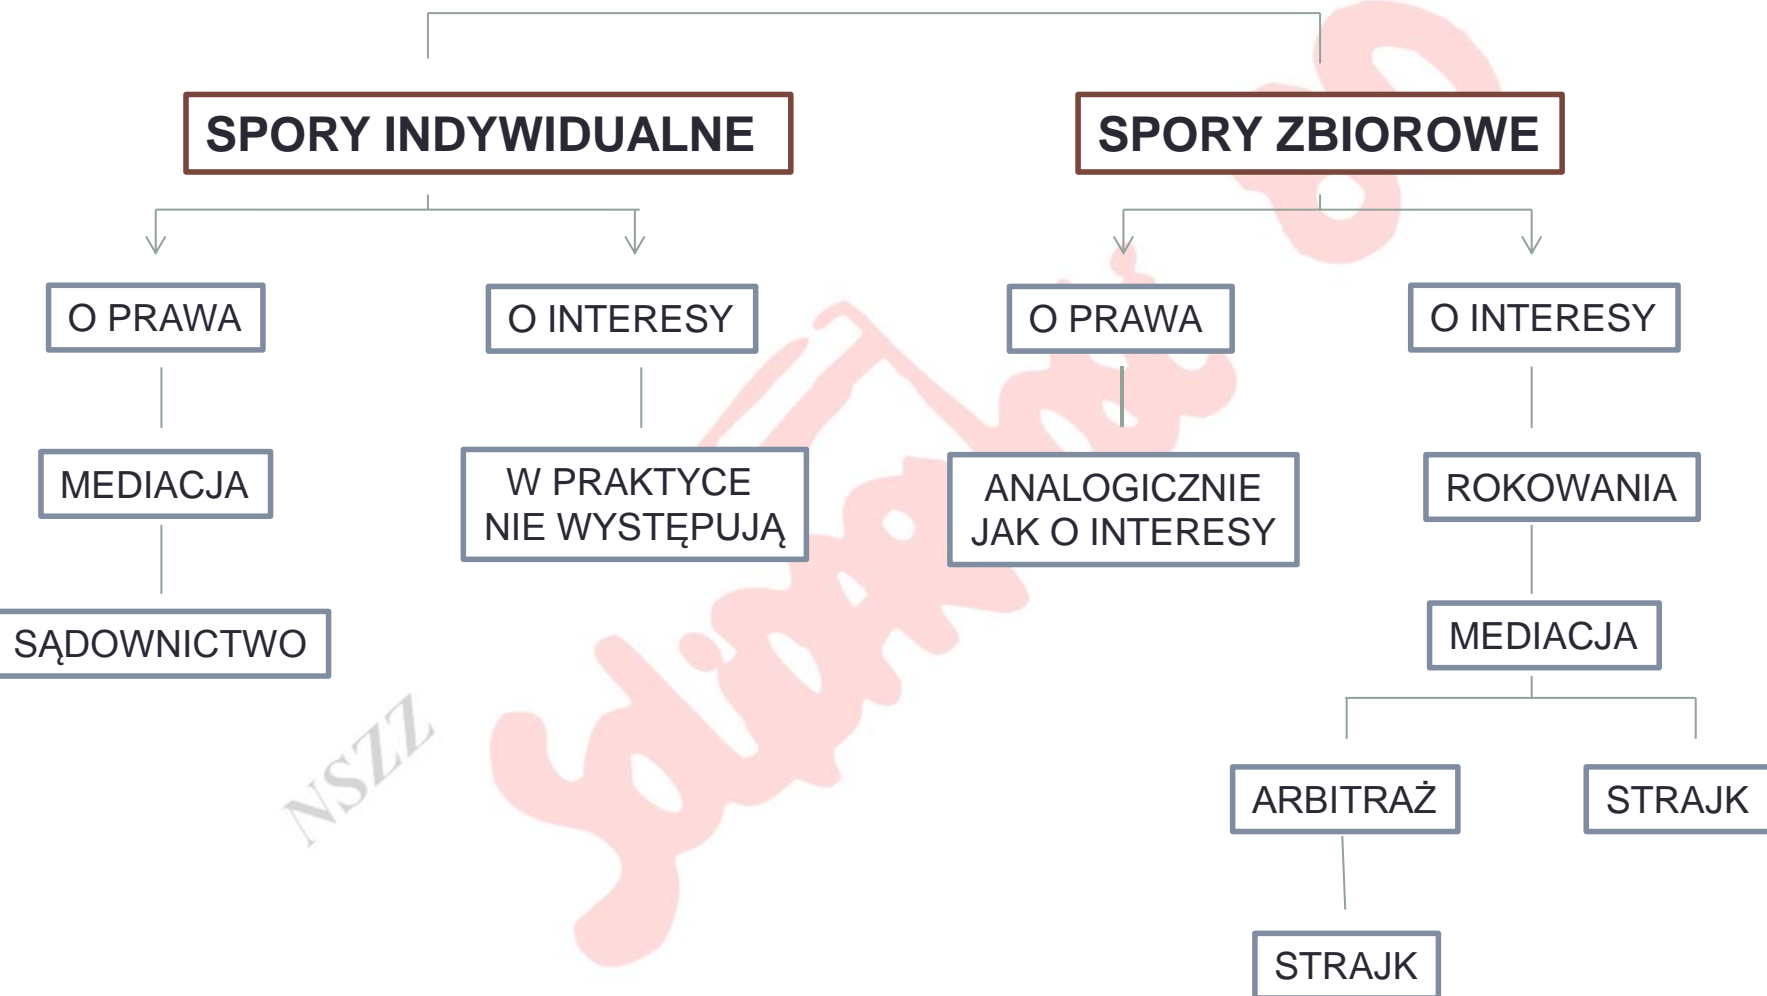 SPORY INDYWIDUALNE
SPORY ZBIOROWE
O PRAWA
O INTERESY
O PRAWA
O INTERESY
MEDIACJA
W PRAKTYCE
NIE WYSTĘPUJĄ
ANALOGICZNIE
JAK O INTERESY
ROKOWANIA
SĄDOWNICTWO
MEDIACJA
NSZZ
Solidarność
ARBITRAŻ
STRAJK
STRAJK